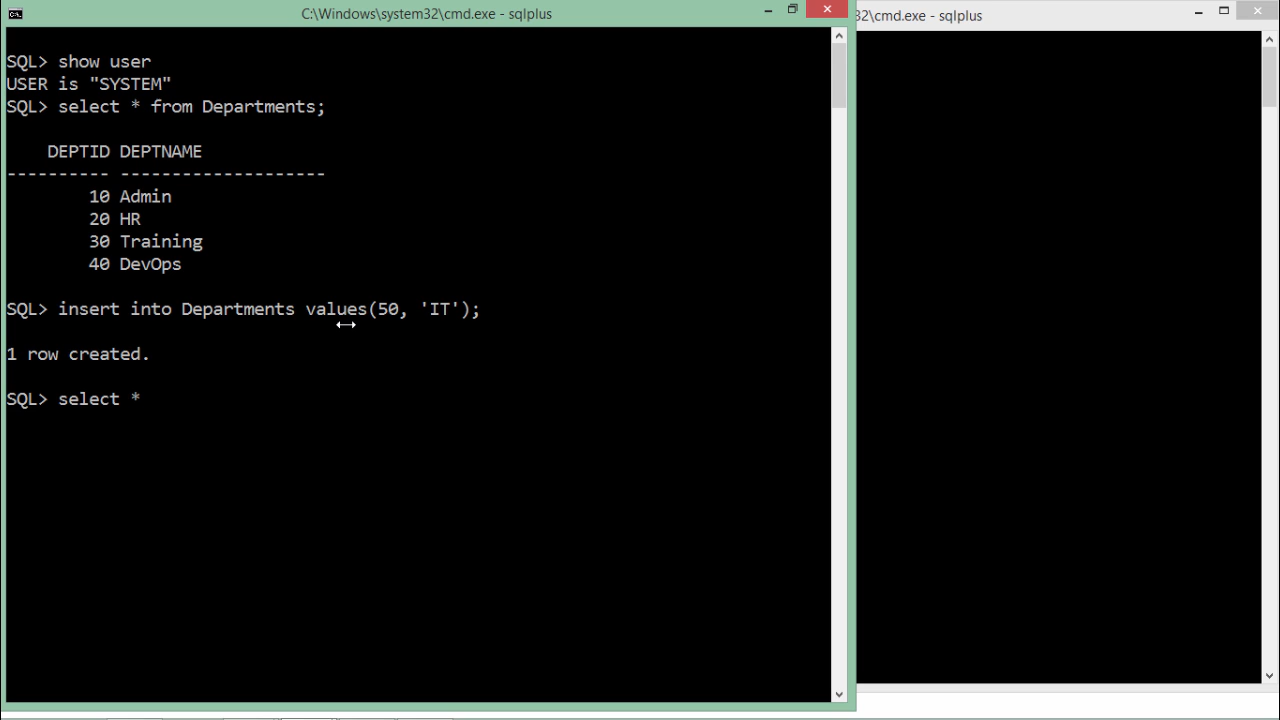 C:\Windows\system32\cmd.exe - sqlplus
32\cmd.exe - sqlplus
SQL> show user
USER is "SYSTEM"
SQL> select * from Departments;
DEPTID DEPTNAME
---------- --------------------
10 Admin
20 HR
30 Training
40 DevOps
SQL> insert into Departments values(50, 'IT');
1 row created.
SQL> select *